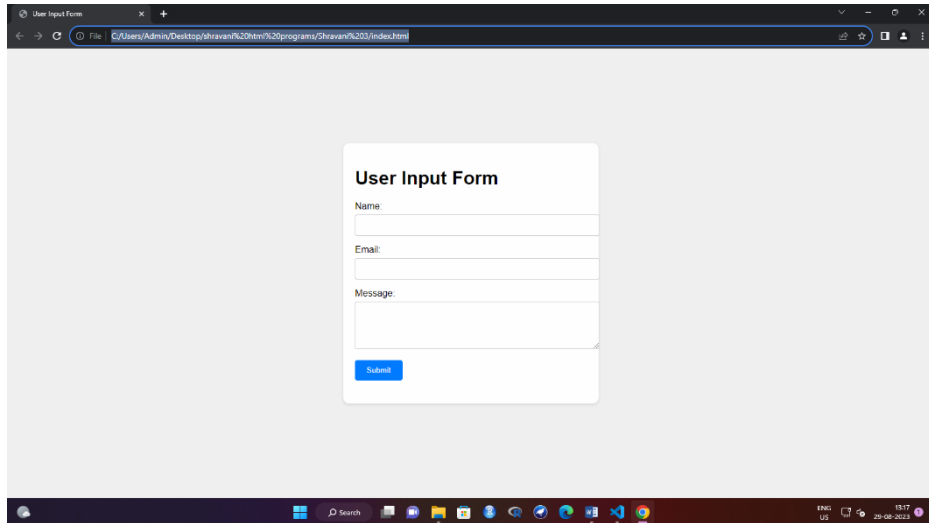 User Input Form
File C:/Users/Admin/Desktop/shravani%20html%20programs/Shravani%203/index.html
User Input Form
Name:
Email:
Message:
Submit
Search
ENG
US
13:17
29-08-2023